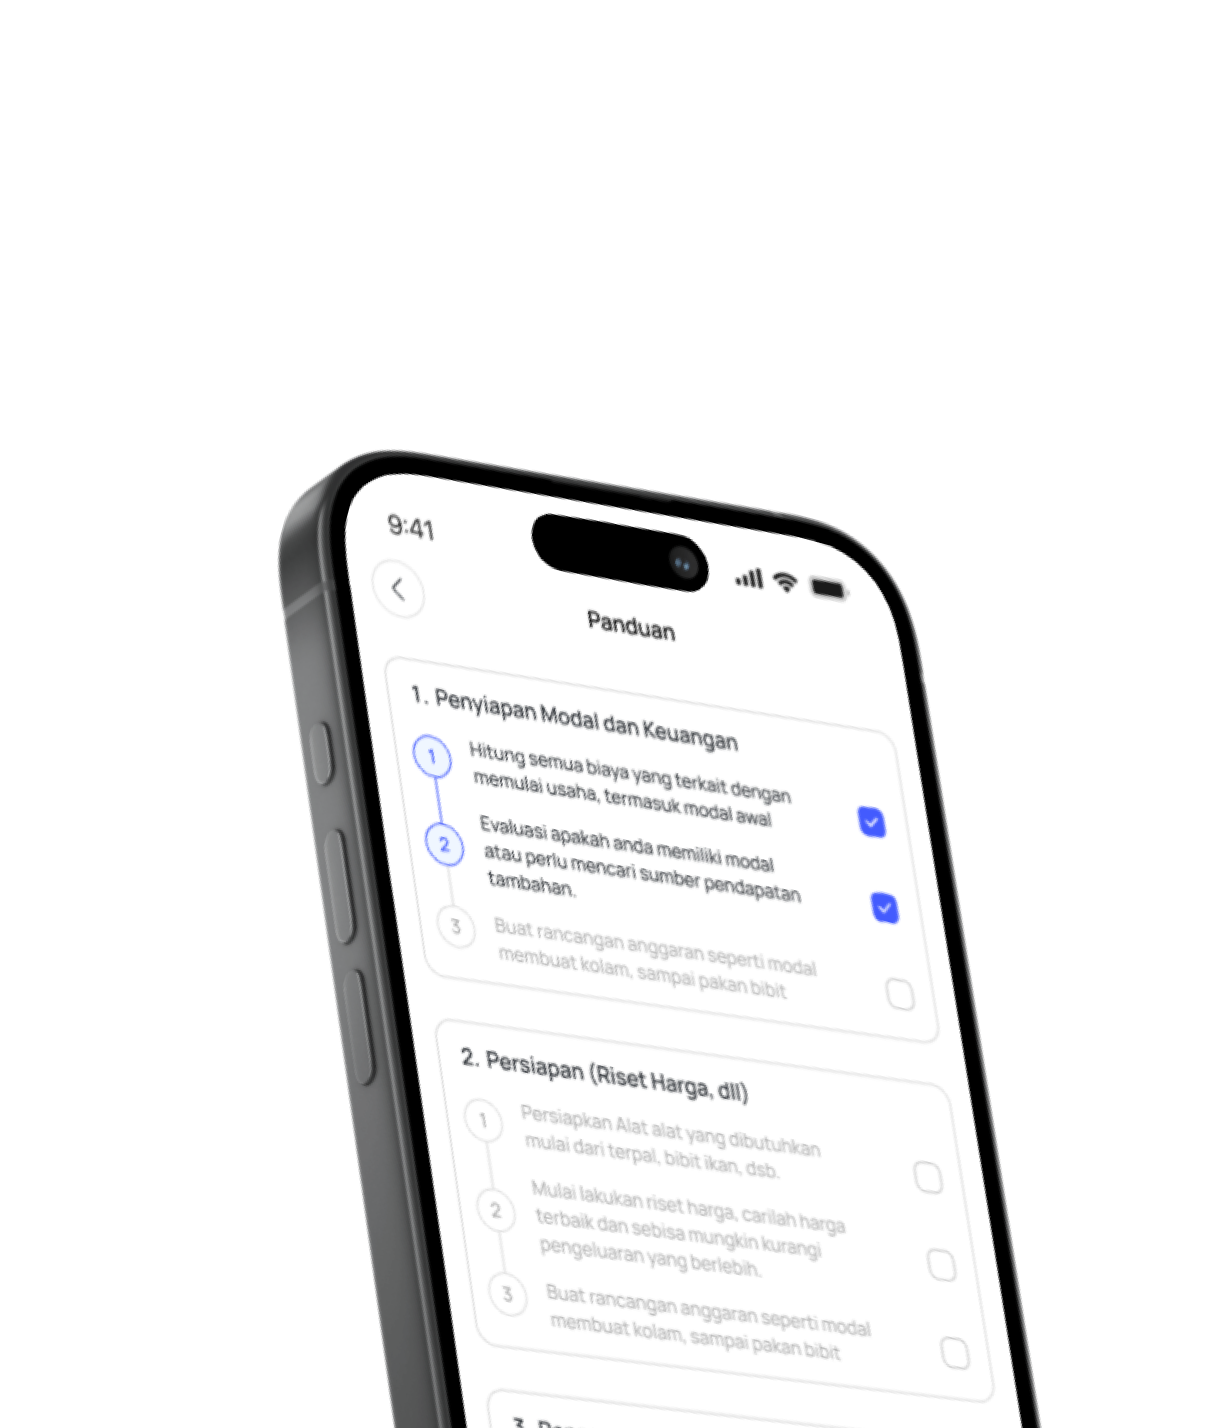 9:41
Panduan
1. Penyiapan Modal dan Keuangan
1
Hitung semua biaya yang terkait dengan
memulai usaha, termasuk modal awal
2
Evaluasi apakah anda memiliki modal
atau perlu mencari sumber pendapatan
tambahan.
3
Buat rancangan anggaran seperti modal
membuat kolam, sampai pakan bibit
2. Persiapan (Riset Harga, dll)
1
Persiapkan Alat alat yang dibutuhkan
mulai dari terpal, bibit ikan, dsb.
2
Mulai lakukan riset harga, carilah harga
terbaik dan sebisa mungkin kurangi
pengeluaran yang berlebih.
3
Buat rancangan anggaran seperti modal
membuat kolam, sampai pakan bibit
3.